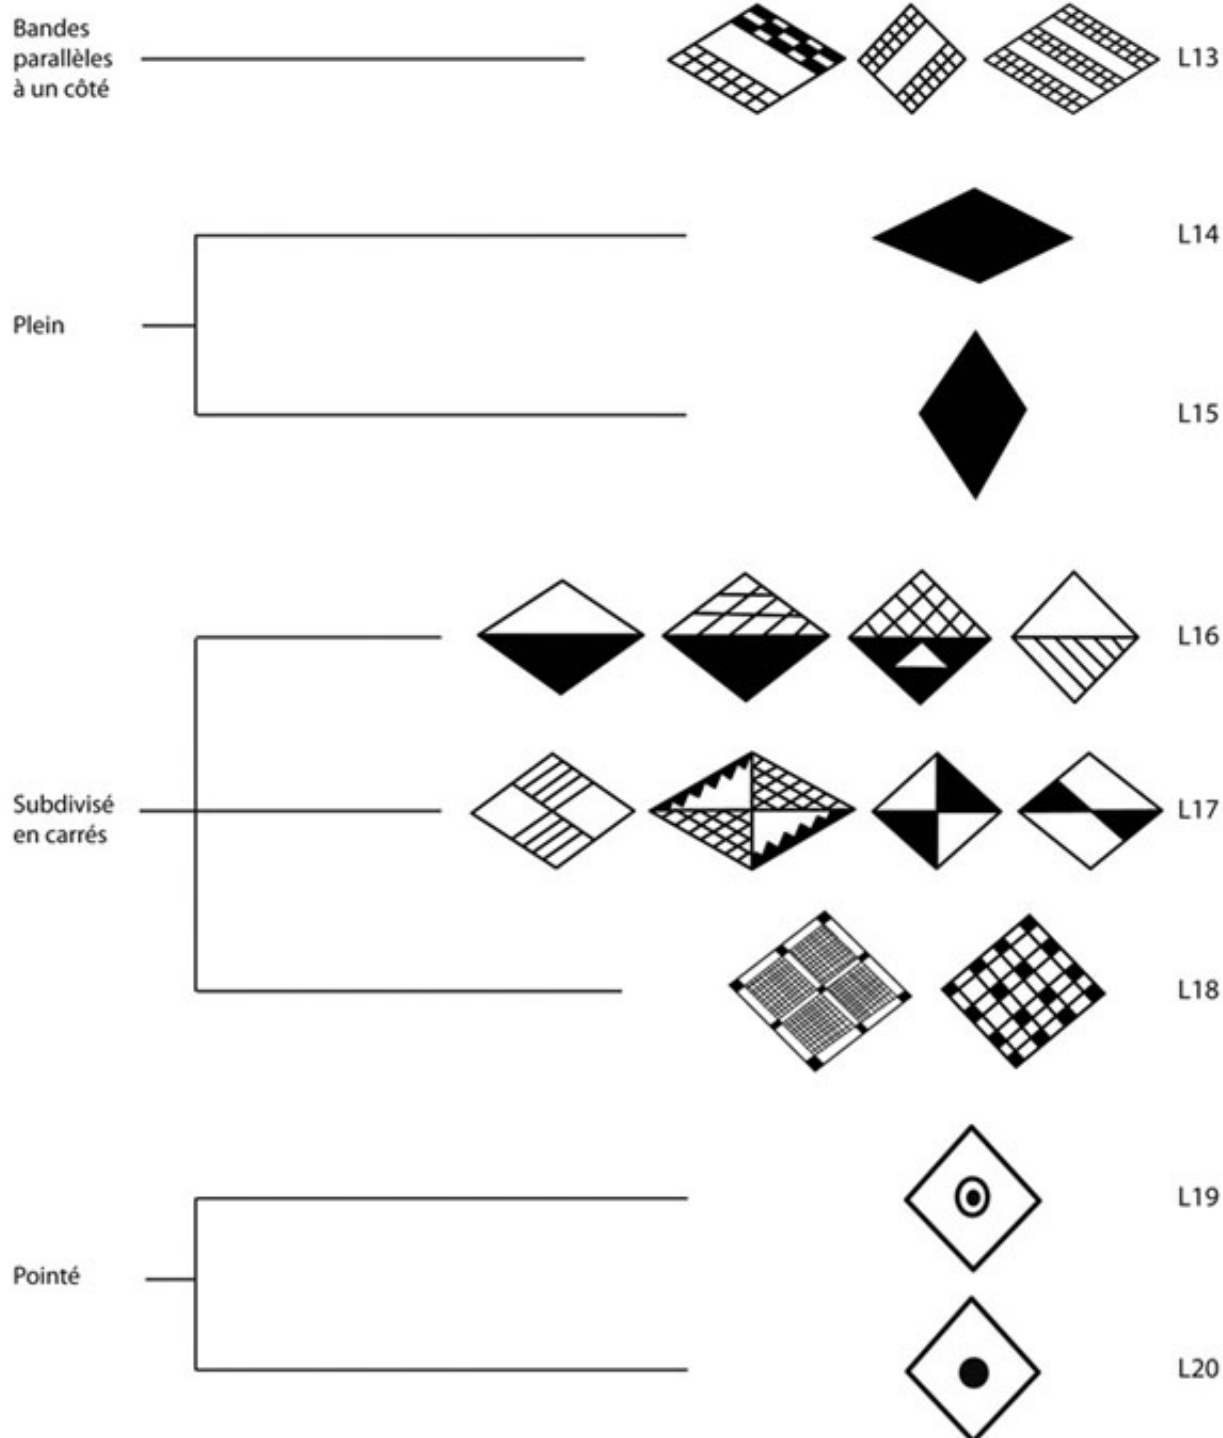 Bandes
parallèles
à un côté
L13
L14
Plein
L15
L16
Subdivisé
en carrés
L17
L18
L19
Pointé
L20